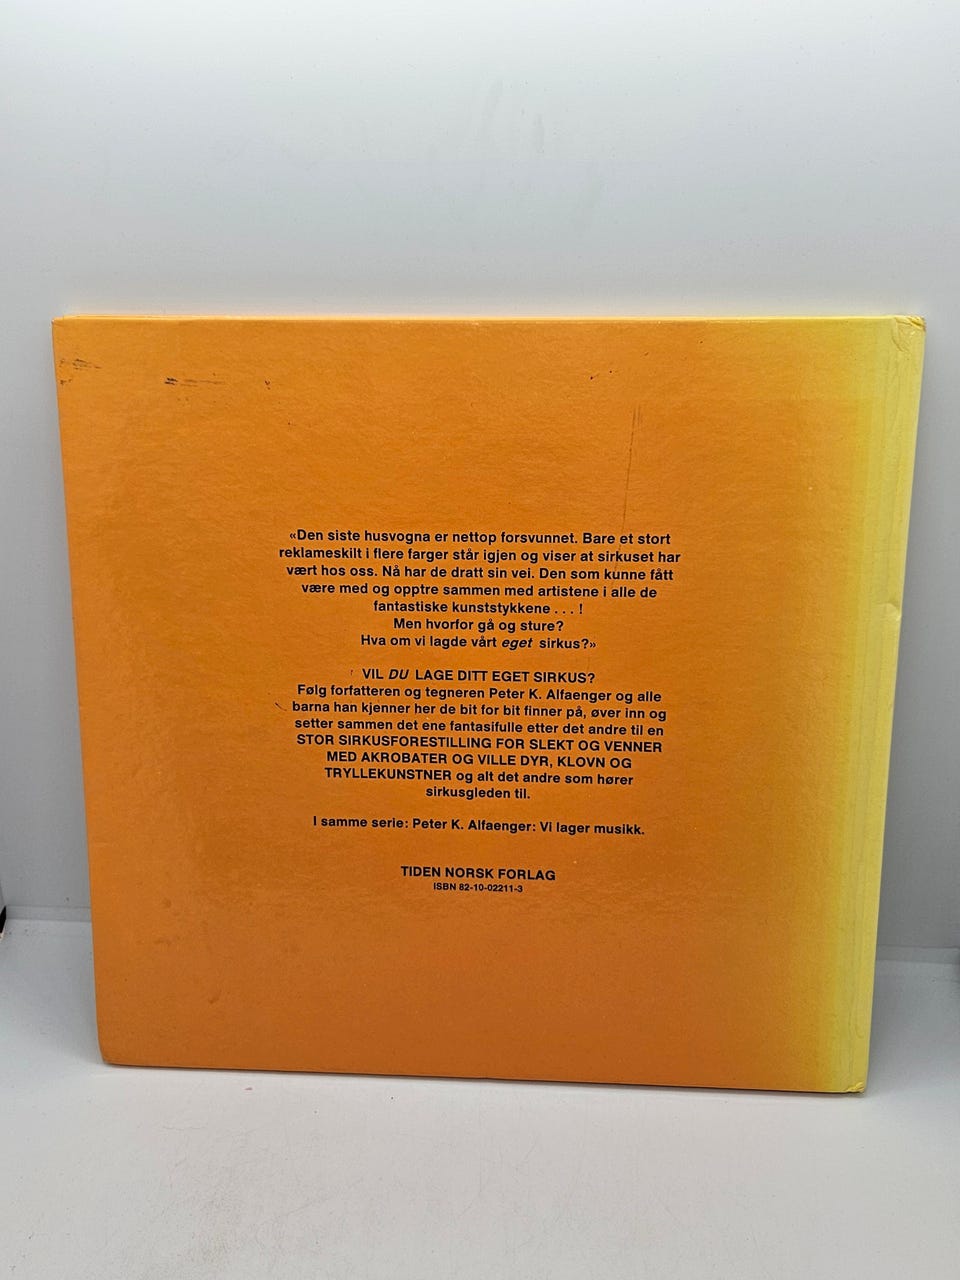 «Den siste husvogna er nettop forsvunnet. Bare et stort
reklameskilt i flere farger står igjen og viser at sirkuset har
vært hos oss. Nå har de dratt sin vei. Den som kunne fått
være med og opptre sammen med artistene i alle de
fantastiske kunststykkene . . . !
Men hvorfor gå og sture?
Hva om vi lagde vårt eget sirkus?»
VIL DU LAGE DITT EGET SIRKUS?
Følg forfatteren og tegneren Peter K. Alfaenger og alle
barna han kjenner her de bit for bit finner på, øver inn og
setter sammen det ene fantasifulle etter det andre til en
STOR SIRKUSFORESTILLING FOR SLEKT OG VENNER
MED AKROBATER OG VILLE DYR, KLOVN OG
TRYLLEKUNSTNER og alt det andre som hører
sirkusgleden til.
I samme serie: Peter K. Alfaenger: Vi lager musikk.
TIDEN NORSK FORLAG
ISBN 82-10-02211-3